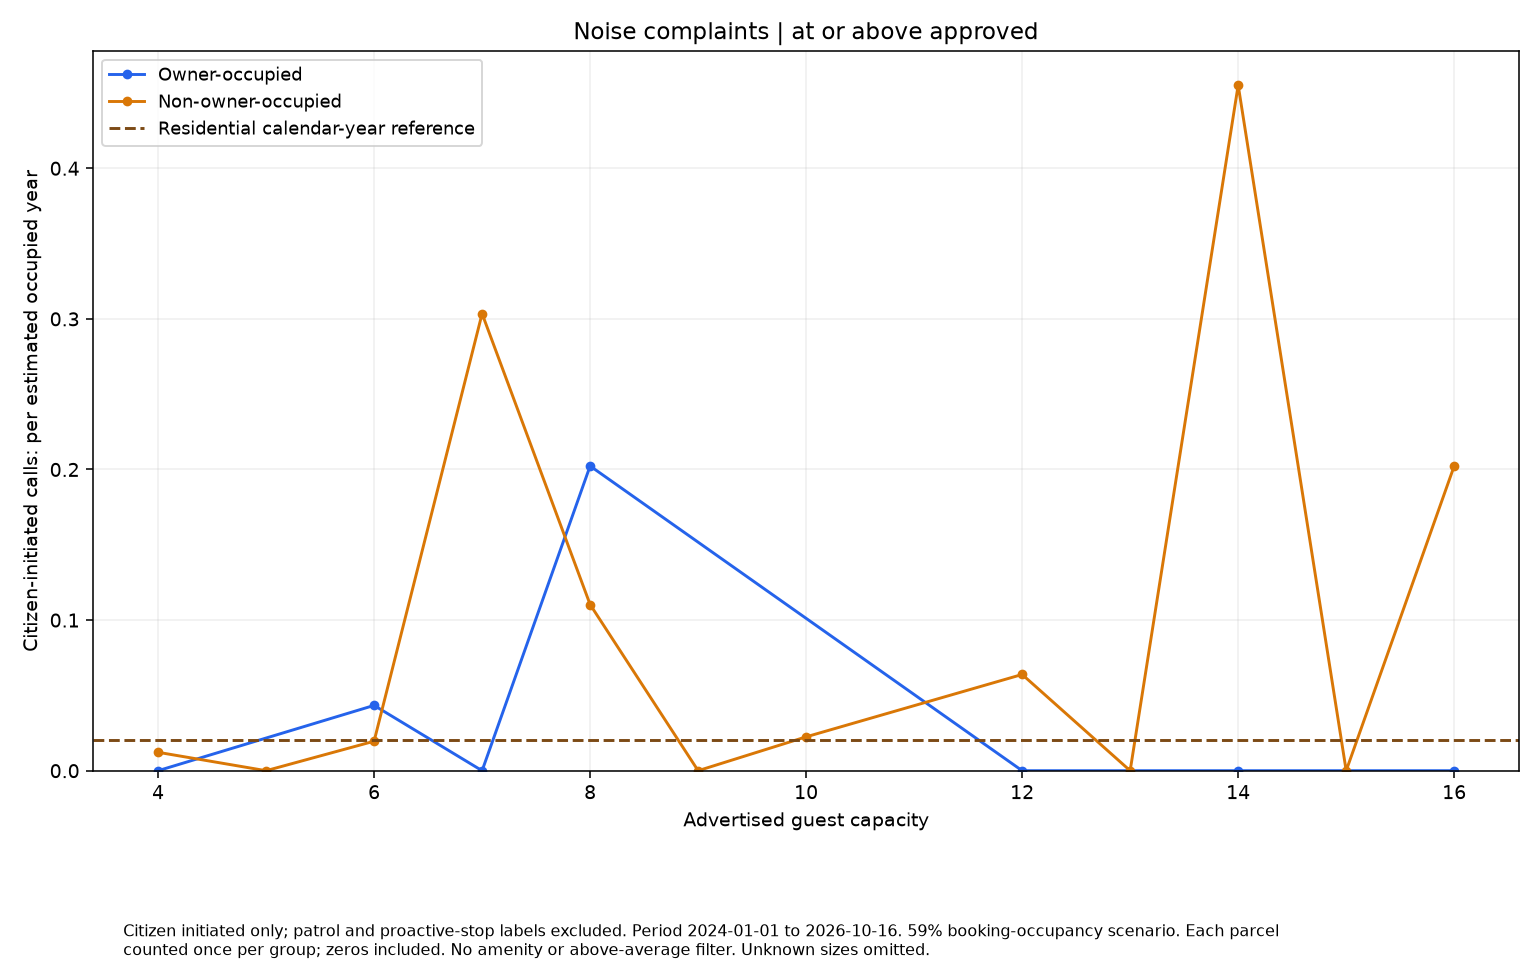 Noise complaints | at or above approved
Owner-occupied
Non-owner-occupied
Residential calendar-year reference
Citizen-initiated calls: per estimated occupied year
0.4
0.3
0.2
0.1
0.0
4 6 8 10 12 14 16
Advertised guest capacity
Citizen initiated only; patrol and proactive-stop labels excluded. Period 2024-01-01 to 2026-10-16. 59% booking-occupancy scenario. Each parcel
counted once per group; zeros included. No amenity or above-average filter. Unknown sizes omitted.